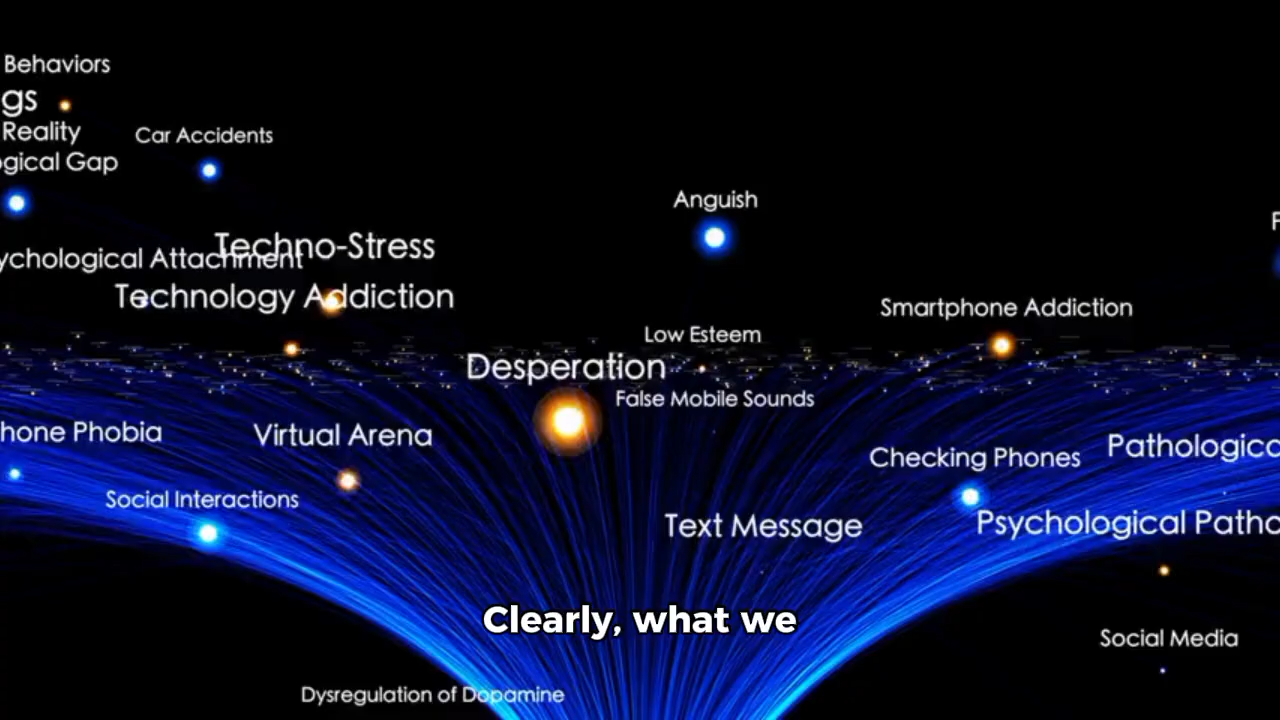 Behaviors
gs
Reality
ogical Gap
Car Accidents
Anguish
Techno-Stress
ychological Attachment
Technology Addiction
Smartphone Addiction
Low Esteem
Desperation
False Mobile Sounds
hone Phobia
Virtual Arena
Checking Phones
Pathologic
Social Interactions
Text Message
Psychological Patho
Clearly, what we
Social Media
Dysregulation of Dopamine